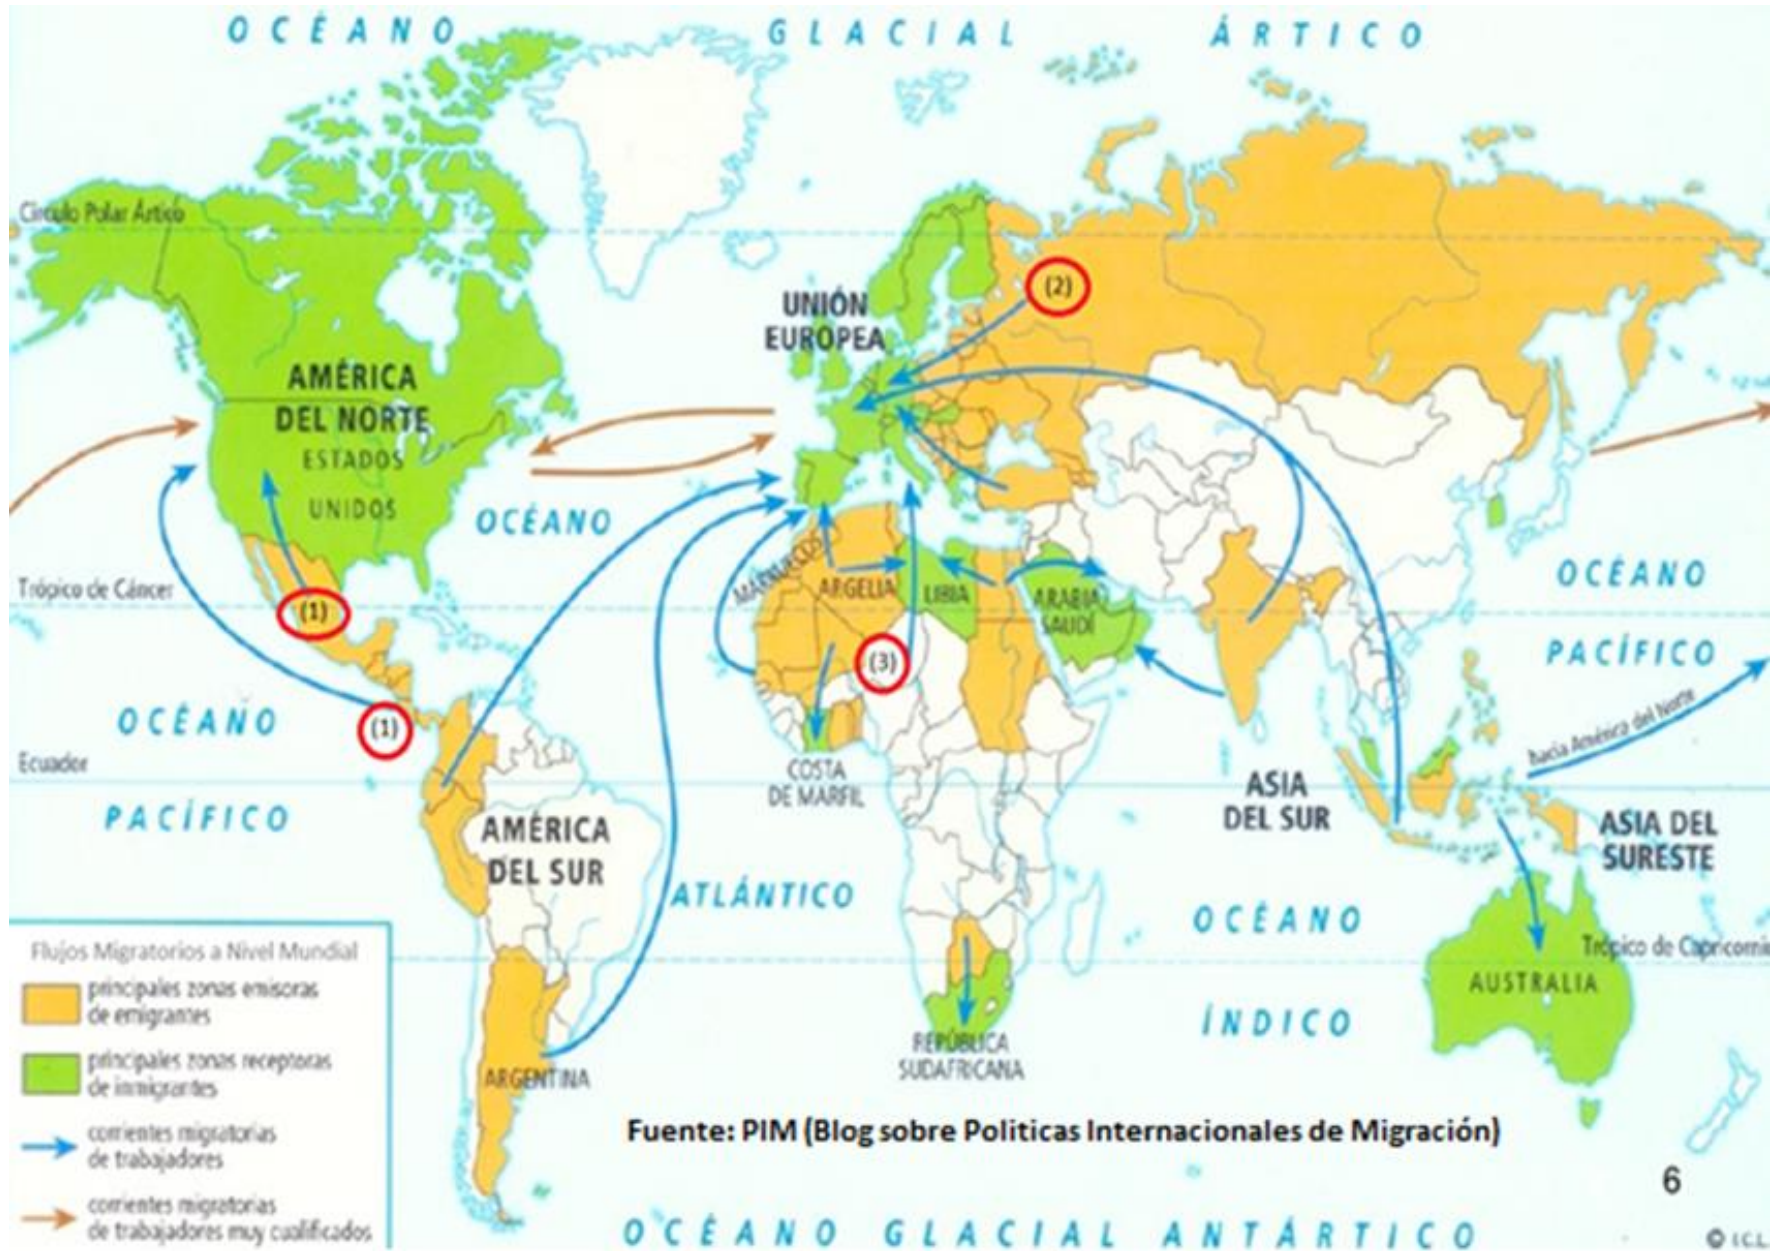 OCÉANO GLACIAL ÁRTICO
Círculo Polar Ártico
(2)
UNIÓN
EUROPEA
AMÉRICA
DEL NORTE
ESTADOS
UNIDOS
OCÉANO
MARRUECOS
ARGELIA
LIBIA
ARABIA
SAUDÍ
OCÉANO
PACÍFICO
Trópico de Cáncer
(1)
(3)
(1)
OCÉANO
PACÍFICO
Ecuador
hacia América del Norte
COSTA
DE MARFIL
ASIA
DEL SUR
ASIA DEL
SURESTE
AMÉRICA
DEL SUR
ATLÁNTICO
OCÉANO
ÍNDICO
Trópico de Capricornio
AUSTRALIA
REPÚBLICA
SUDAFRICANA
ARGENTINA
Flujos Migratorios a Nivel Mundial
principales zonas emisoras
de emigrantes
principales zonas receptoras
de inmigrantes
corrientes migratorias
de trabajadores
corrientes migratorias
de trabajadores muy cualificados
Fuente: PIM (Blog sobre Politicas Internacionales de Migración)
6
OCÉANO GLACIAL ANTÁRTICO
© I.C.L.